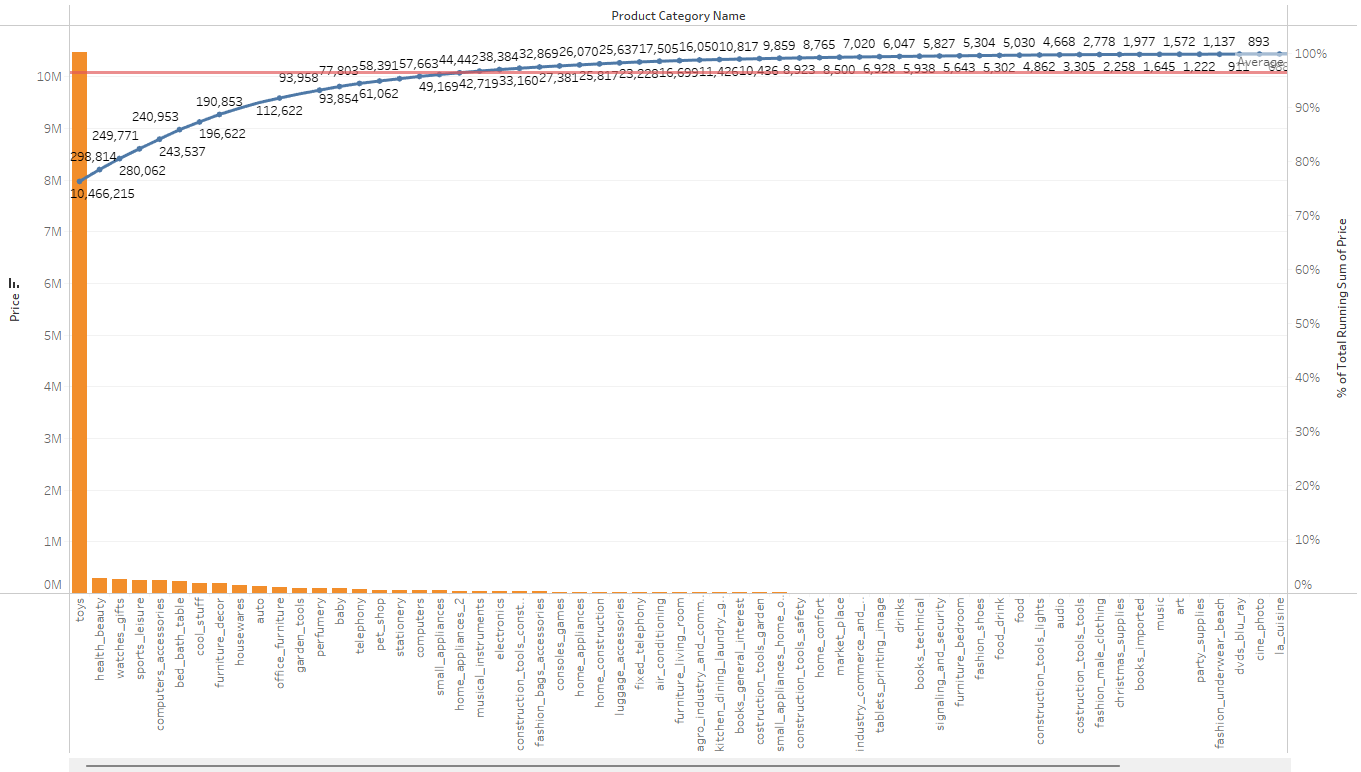 Product Category Name
Price
10M
9M
8M
7M
6M
5M
4M
3M
2M
1M
0M
10,466,215
298,814
249,771
280,062
240,953
243,537
190,853
196,622
112,622
93,958
77,803
93,854
58,391
61,062
57,663
49,169
44,442
42,719
38,384
33,160
32,869
27,381
26,070
25,817
25,637
23,228
17,505
16,699
16,050
11,426
10,817
10,436
9,859
8,923
8,765
8,500
7,020
6,928
6,047
5,938
5,827
5,643
5,304
5,302
5,030
4,862
4,668
3,305
2,778
2,258
1,977
1,645
1,572
1,222
1,137
911
893
Average
100%
90%
80%
70%
60%
50%
40%
30%
20%
10%
0%
% of Total Running Sum of Price
toys
health_beauty
watches_gifts
sports_leisure
computers_accessories
bed_bath_table
cool_stuff
furniture_decor
housewares
auto
office_furniture
garden_tools
perfumery
baby
telephony
pet_shop
stationery
computers
small_appliances
home_appliances_2
musical_instruments
electronics
construction_tools_const..
fashion_bags_accessories
consoles_games
home_appliances
home_construction
luggage_accessories
fixed_telephony
air_conditioning
furniture_living_room
agro_industry_and_comm..
kitchen_dining_laundry_g..
books_general_interest
costruction_tools_garden
small_appliances_home_o..
construction_tools_safety
home_confort
market_place
industry_commerce_and_..
tablets_printing_image
drinks
books_technical
signaling_and_security
furniture_bedroom
fashion_shoes
food_drink
food
construction_tools_lights
audio
costruction_tools_tools
fashion_male_clothing
christmas_supplies
books_imported
music
art
party_supplies
fashion_underwear_beach
dvds_blu_ray
cine_photo
la_cuisine